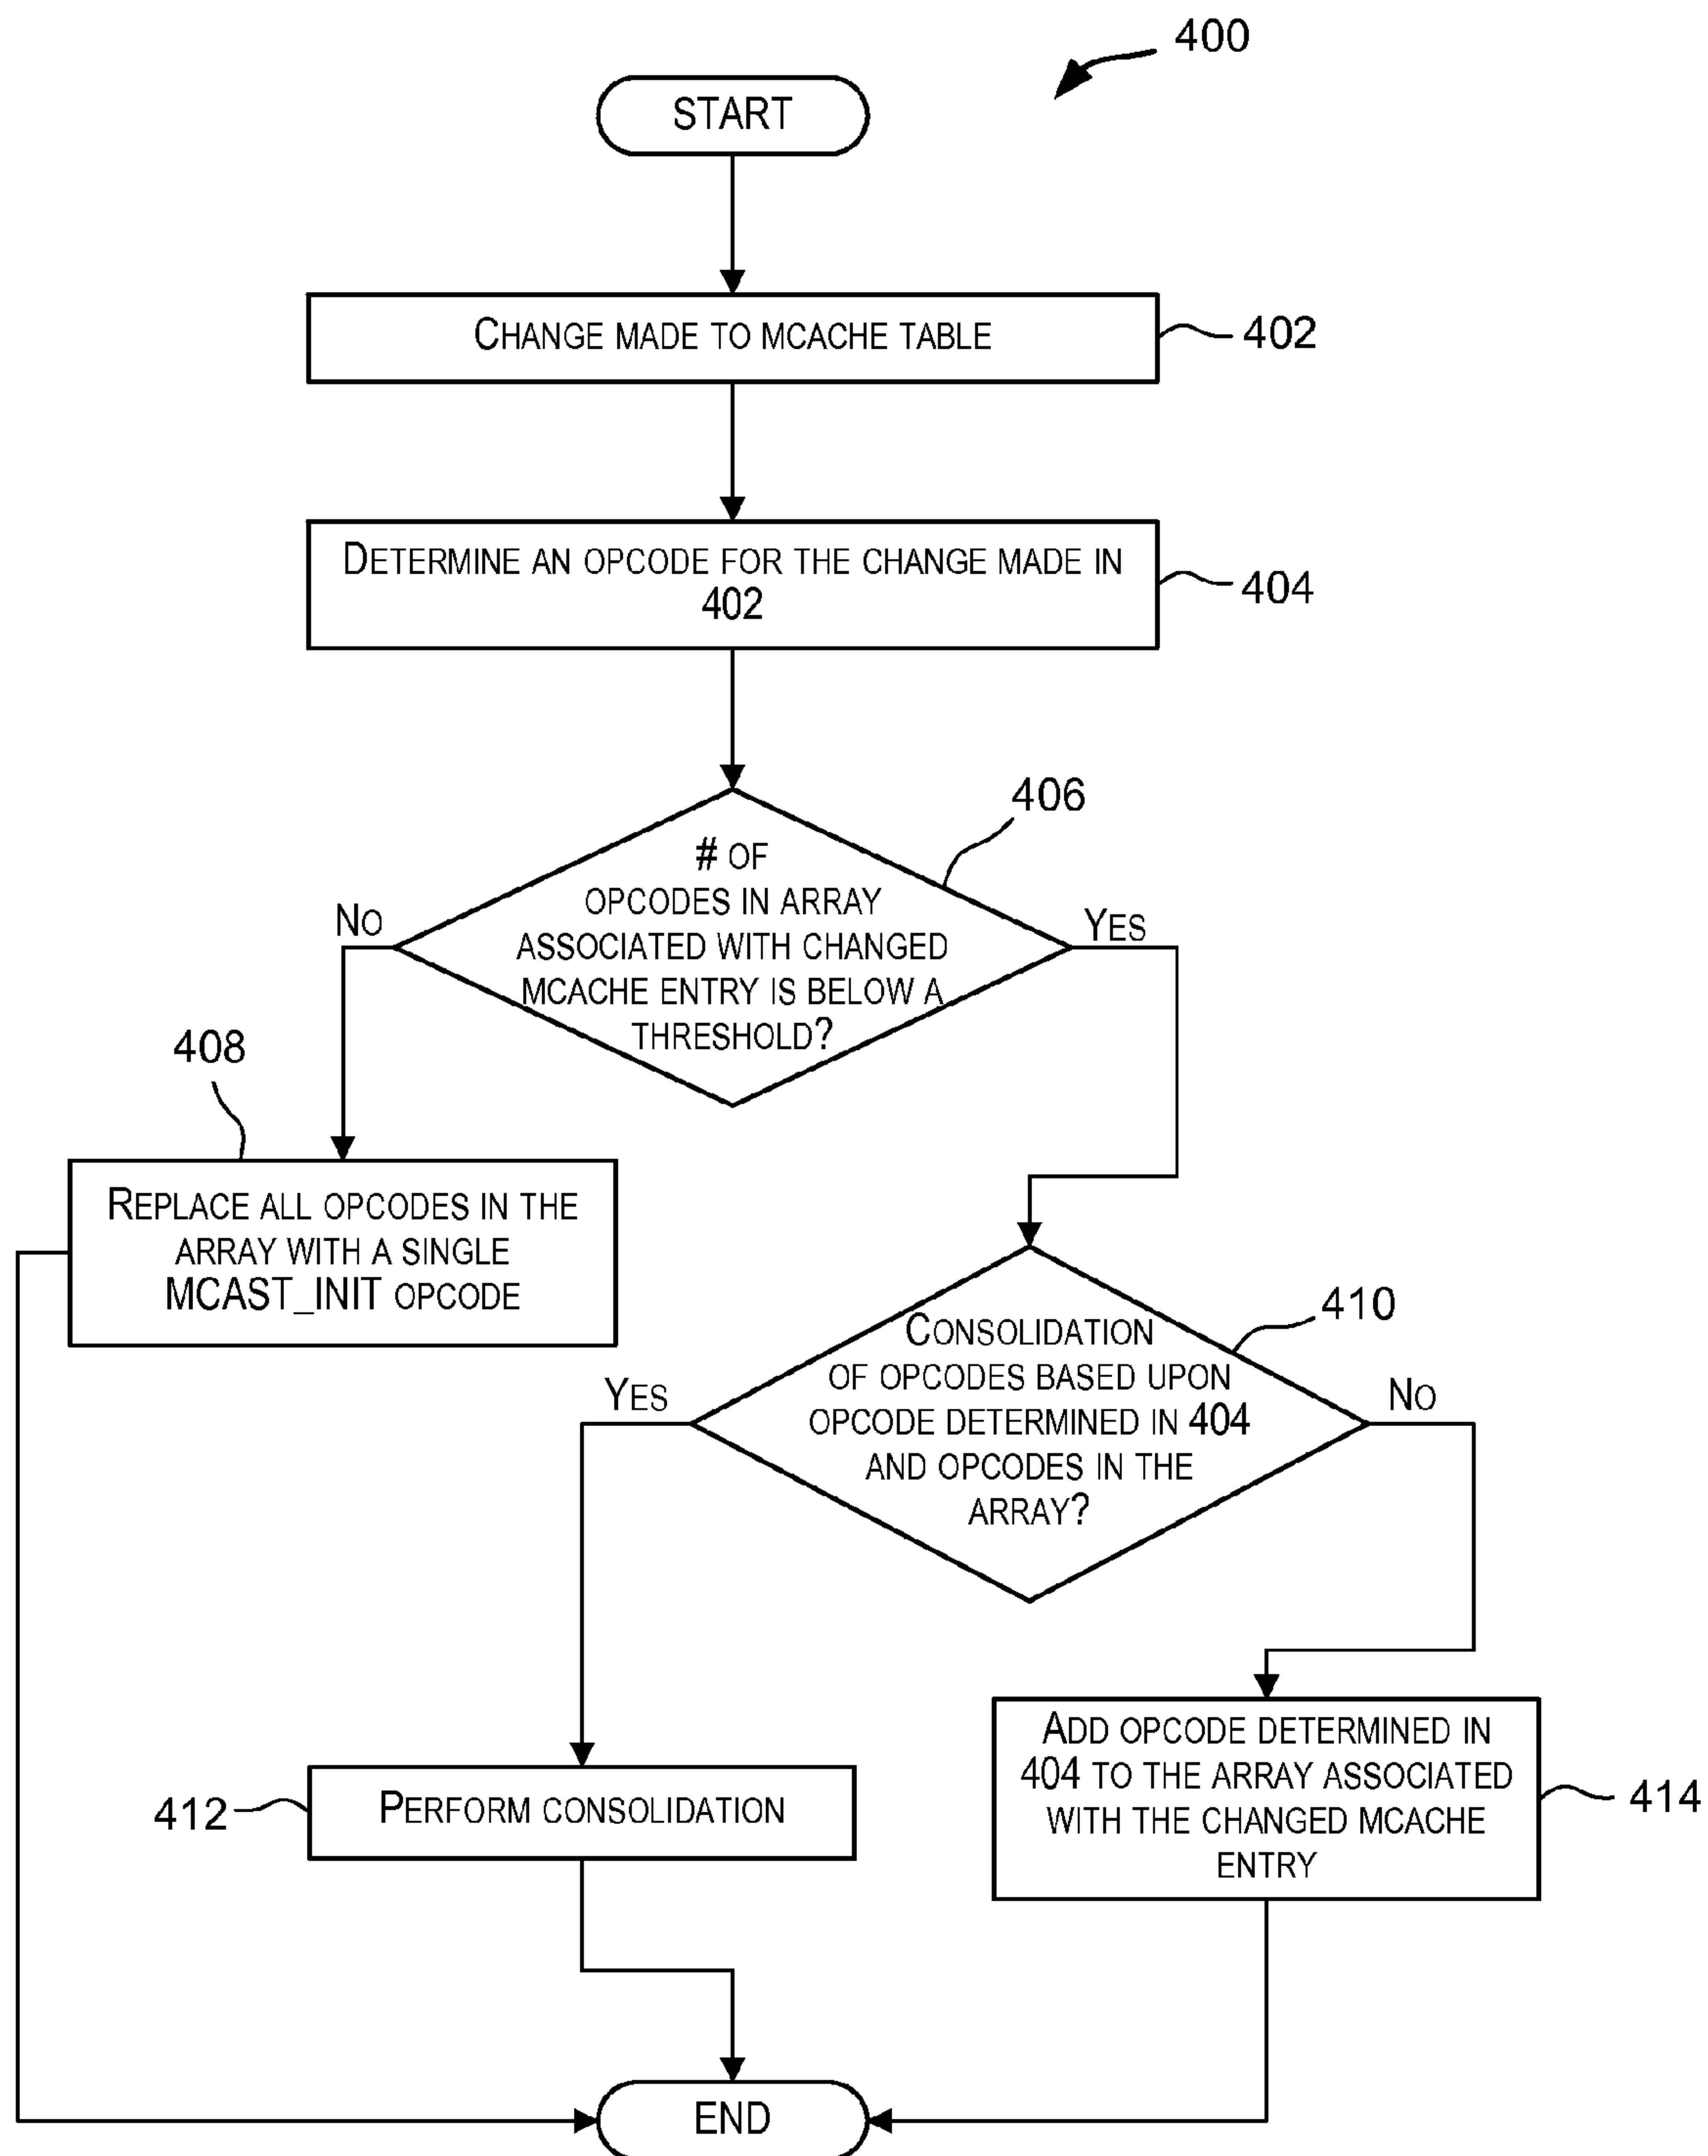 400
START
CHANGE MADE TO MCACHE TABLE
402
DETERMINE AN OPCODE FOR THE CHANGE MADE IN
402
404
406
# OF
OPCODES IN ARRAY
ASSOCIATED WITH CHANGED
MCACHE ENTRY IS BELOW A
THRESHOLD?
NO
YES
408
REPLACE ALL OPCODES IN THE
ARRAY WITH A SINGLE
MCAST_INIT OPCODE
410
CONSOLIDATION
OF OPCODES BASED UPON
OPCODE DETERMINED IN 404
AND OPCODES IN THE
ARRAY?
YES
NO
412
PERFORM CONSOLIDATION
ADD OPCODE DETERMINED IN
404 TO THE ARRAY ASSOCIATED
WITH THE CHANGED MCACHE
ENTRY
414
END